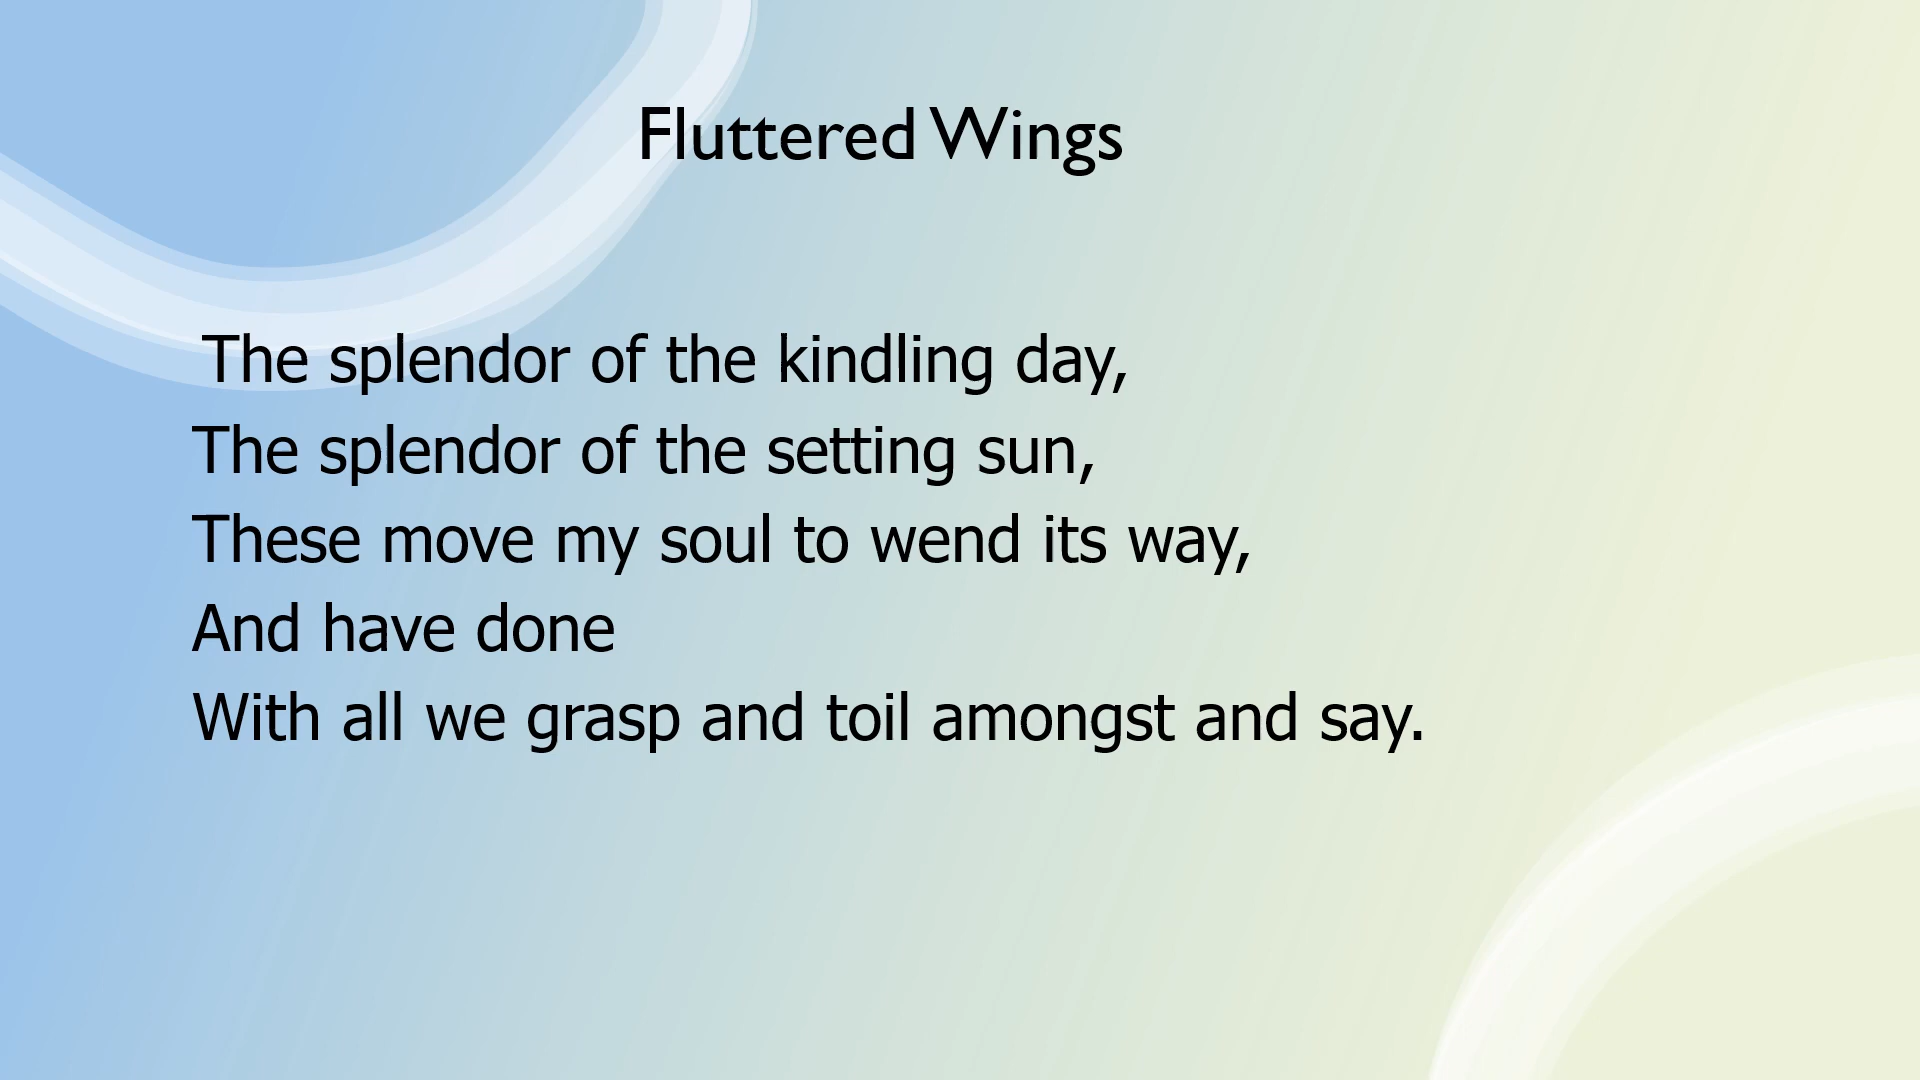 Fluttered Wings
The splendor of the kindling day,
The splendor of the setting sun,
These move my soul to wend its way,
And have done
With all we grasp and toil amongst and say.